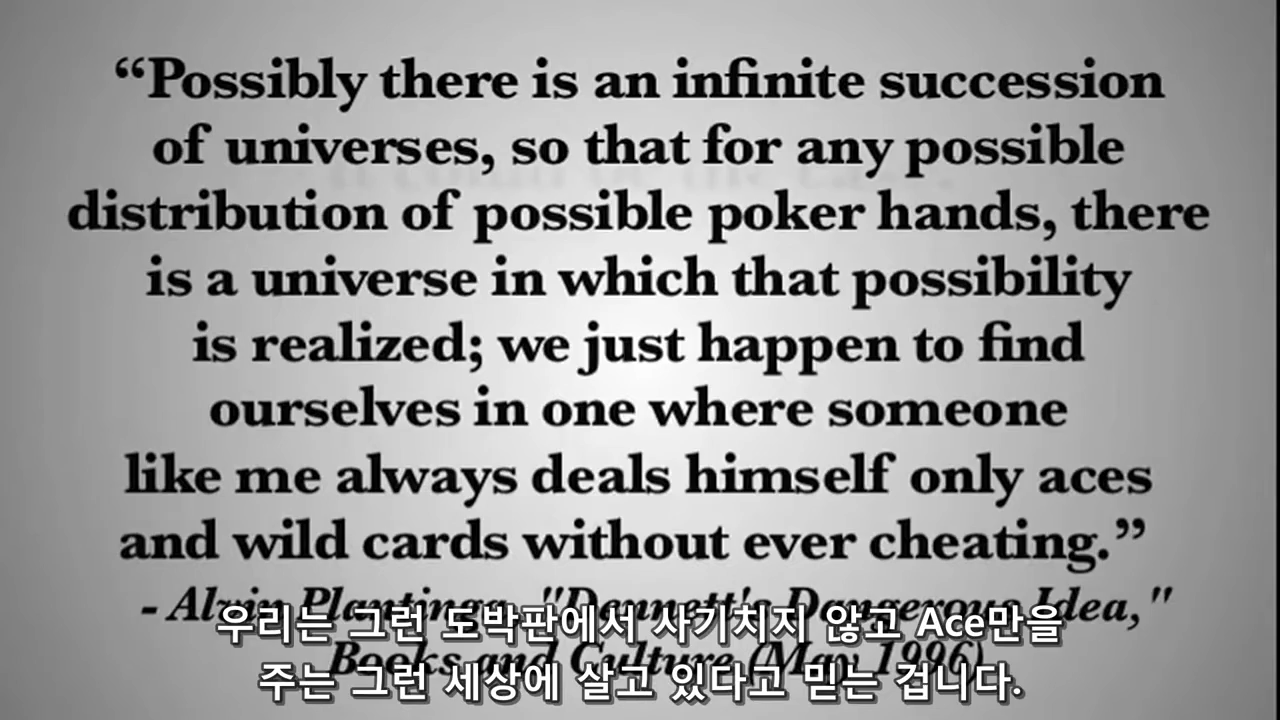 “Possibly there is an infinite succession
of universes, so that for any possible
distribution of possible poker hands, there
is a universe in which that possibility
is realized; we just happen to find
ourselves in one where someone
like me always deals himself only aces
and wild cards without ever cheating.”
- Alvin Plantinga, "Dennett's Dangerous Idea,"
Books and Culture (May 1996)
우리는 그런 도박판에서 사기치지 않고 Ace만을
주는 그런 세상에 살고 있다고 믿는 겁니다.